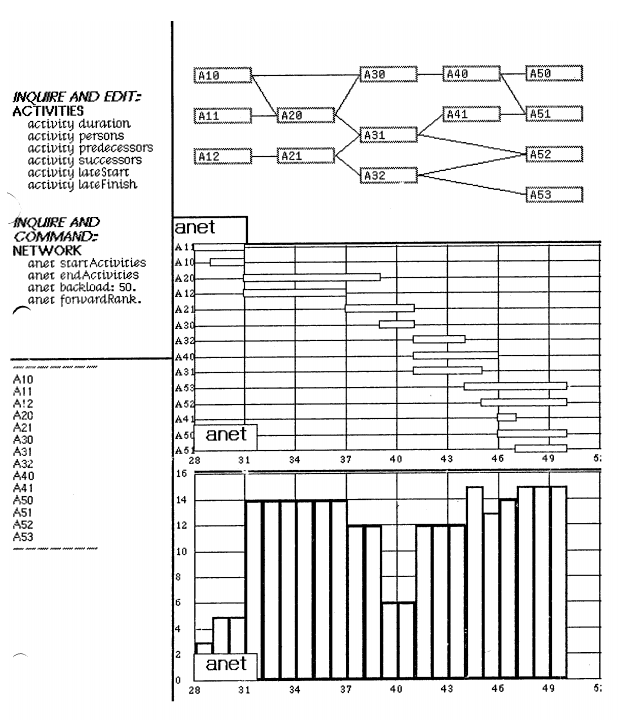 INQUIRE AND EDIT:
ACTIVITIES
activity duration
activity persons
activity predecessors
activity successors
activity lateStart
activity lateFinish
INQUIRE AND
COMMAND:
NETWORK
anet startActivities
anet endActivities
anet backload: 50.
anet forwardRank.
A10
A11
A12
A20
A21
A30
A31
A32
A40
A41
A50
A51
A52
A53
A10 A30 A40 A50
A11 A20 A41 A51
A31
A12 A21 A52
A32
A53
anet
A11
A10
A20
A12
A21
A30
A32
A40
A31
A53
A52
A41
A50
A51
anet
28 31 34 37 40 43 46 49 52
16
14
12
10
8
6
4
2
0
anet
28 31 34 37 40 43 46 49 52